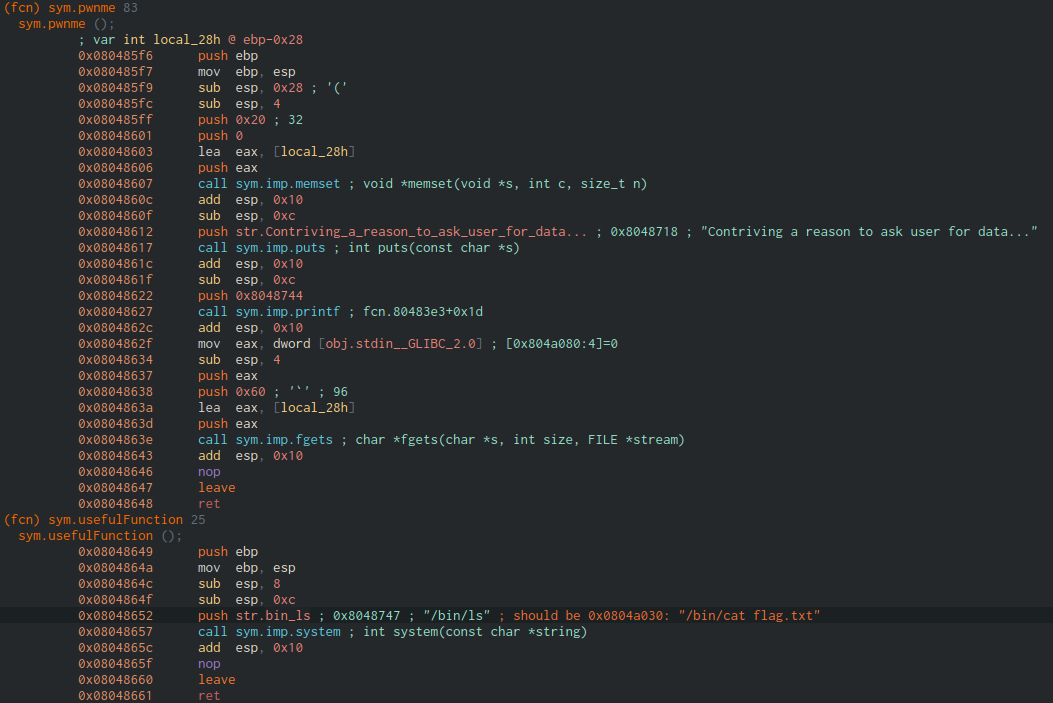 (fcn) sym.pwnme 83
sym.pwnme ();
; var int local_28h @ ebp-0x28
0x080485f6 push ebp
0x080485f7 mov ebp, esp
0x080485f9 sub esp, 0x28 ; '('
0x080485fc sub esp, 4
0x080485ff push 0x20 ; 32
0x08048601 push 0
0x08048603 lea eax, [local_28h]
0x08048606 push eax
0x08048607 call sym.imp.memset ; void *memset(void *s, int c, size_t n)
0x0804860c add esp, 0x10
0x0804860f sub esp, 0xc
0x08048612 push str.Contriving_a_reason_to_ask_user_for_data... ; 0x8048718 ; "Contriving a reason to ask user for data..."
0x08048617 call sym.imp.puts ; int puts(const char *s)
0x0804861c add esp, 0x10
0x0804861f sub esp, 0xc
0x08048622 push 0x8048744
0x08048627 call sym.imp.printf ; fcn.80483e3+0x1d
0x0804862c add esp, 0x10
0x0804862f mov eax, dword [obj.stdin__GLIBC_2.0] ; [0x804a080:4]=0
0x08048634 sub esp, 4
0x08048637 push eax
0x08048638 push 0x60 ; '`' ; 96
0x0804863a lea eax, [local_28h]
0x0804863d push eax
0x0804863e call sym.imp.fgets ; char *fgets(char *s, int size, FILE *stream)
0x08048643 add esp, 0x10
0x08048646 nop
0x08048647 leave
0x08048648 ret
(fcn) sym.usefulFunction 25
sym.usefulFunction ();
0x08048649 push ebp
0x0804864a mov ebp, esp
0x0804864c sub esp, 8
0x0804864f sub esp, 0xc
0x08048652 push str.bin_ls ; 0x8048747 ; "/bin/ls" ; should be 0x0804a030: "/bin/cat flag.txt"
0x08048657 call sym.imp.system ; int system(const char *string)
0x0804865c add esp, 0x10
0x0804865f nop
0x08048660 leave
0x08048661 ret